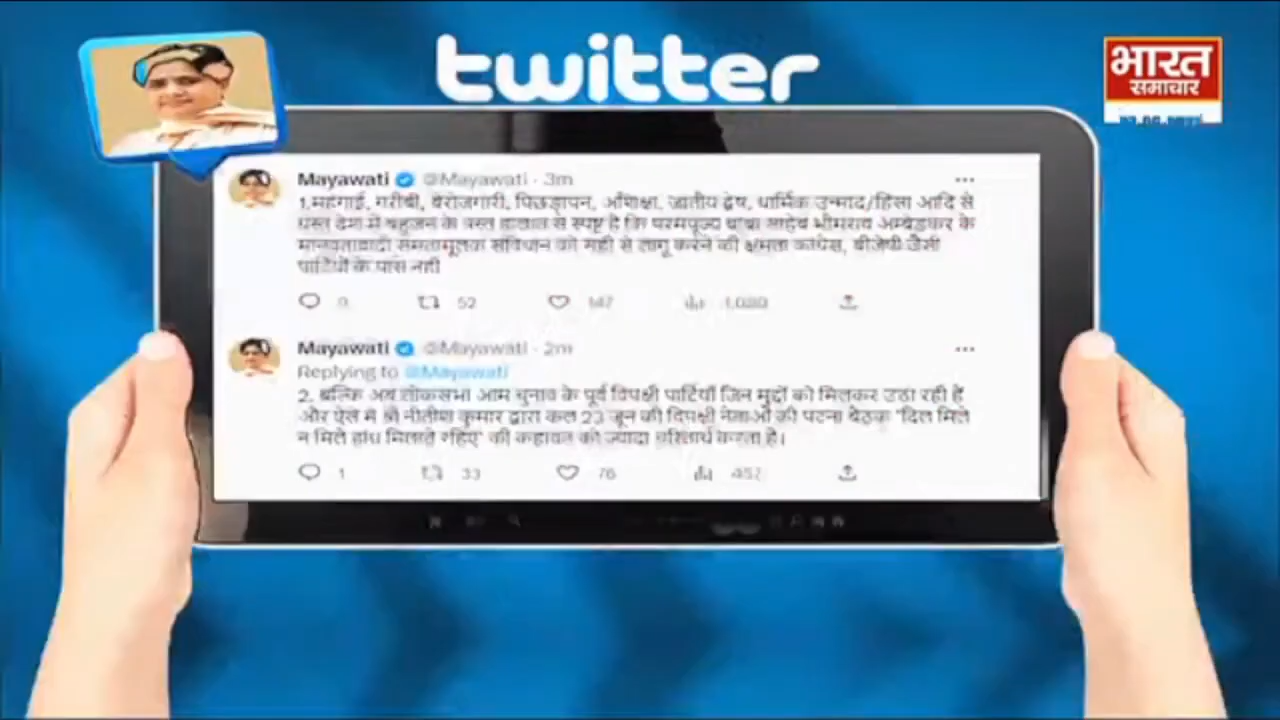 twitter
भारत
समाचार
Mayawati @Mayawati · 3m
1.महंगाई, गरीबी, बेरोजगारी, पिछड़ापन, अशिक्षा, जातीय द्वेष, धार्मिक उन्माद/हिंसा आदि से
ग्रस्त देश में बहुजन के त्रस्त हालात से स्पष्ट है कि परमपूज्य बाबा साहेब भीमराव अम्बेडकर के
मानवतावादी समतामूलक संविधान को सही से लागू करने की क्षमता कांग्रेस, बीजेपी जैसी
पार्टियों के पास नहीं
52 147
Mayawati @Mayawati · 2m
Replying to @Mayawati
2. बल्कि अब लोकसभा आम चुनाव के पूर्व विपक्षी पार्टियाँ जिन मुद्दों को मिलकर उठा रही हैं
और ऐसे में श्री नीतीश कुमार द्वारा कल 23 जून की विपक्षी नेताओं की पटना बैठक 'दिल मिले
न मिले हाथ मिलाते रहिए' की कहावत को ज्यादा चरितार्थ करता है।
1 33 76 457